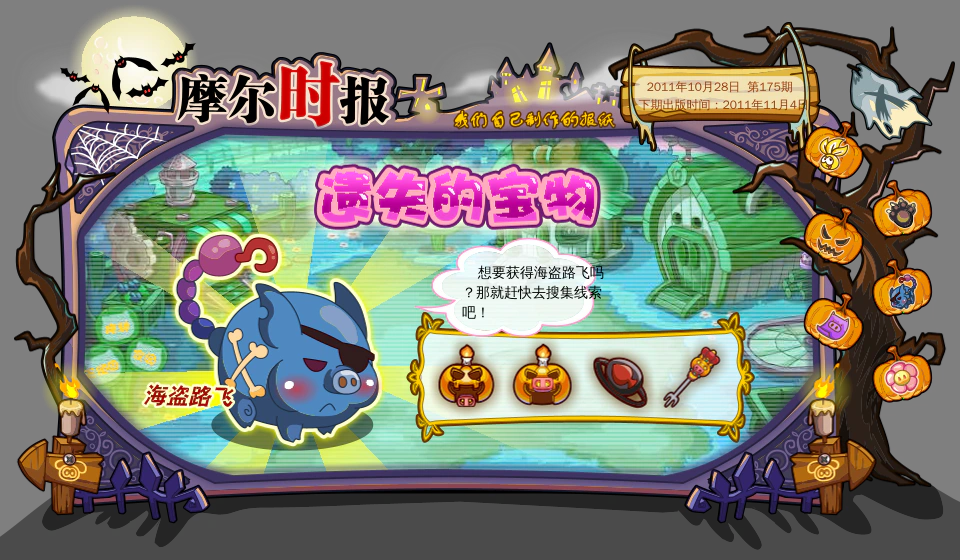 摩尔时报
我们自己制作的报纸
2011年10月28日 第175期
下期出版时间：2011年11月4日
遗失的宝物
想要获得海盗路飞吗
？那就赶快去搜集线索
吧！
海盗路飞